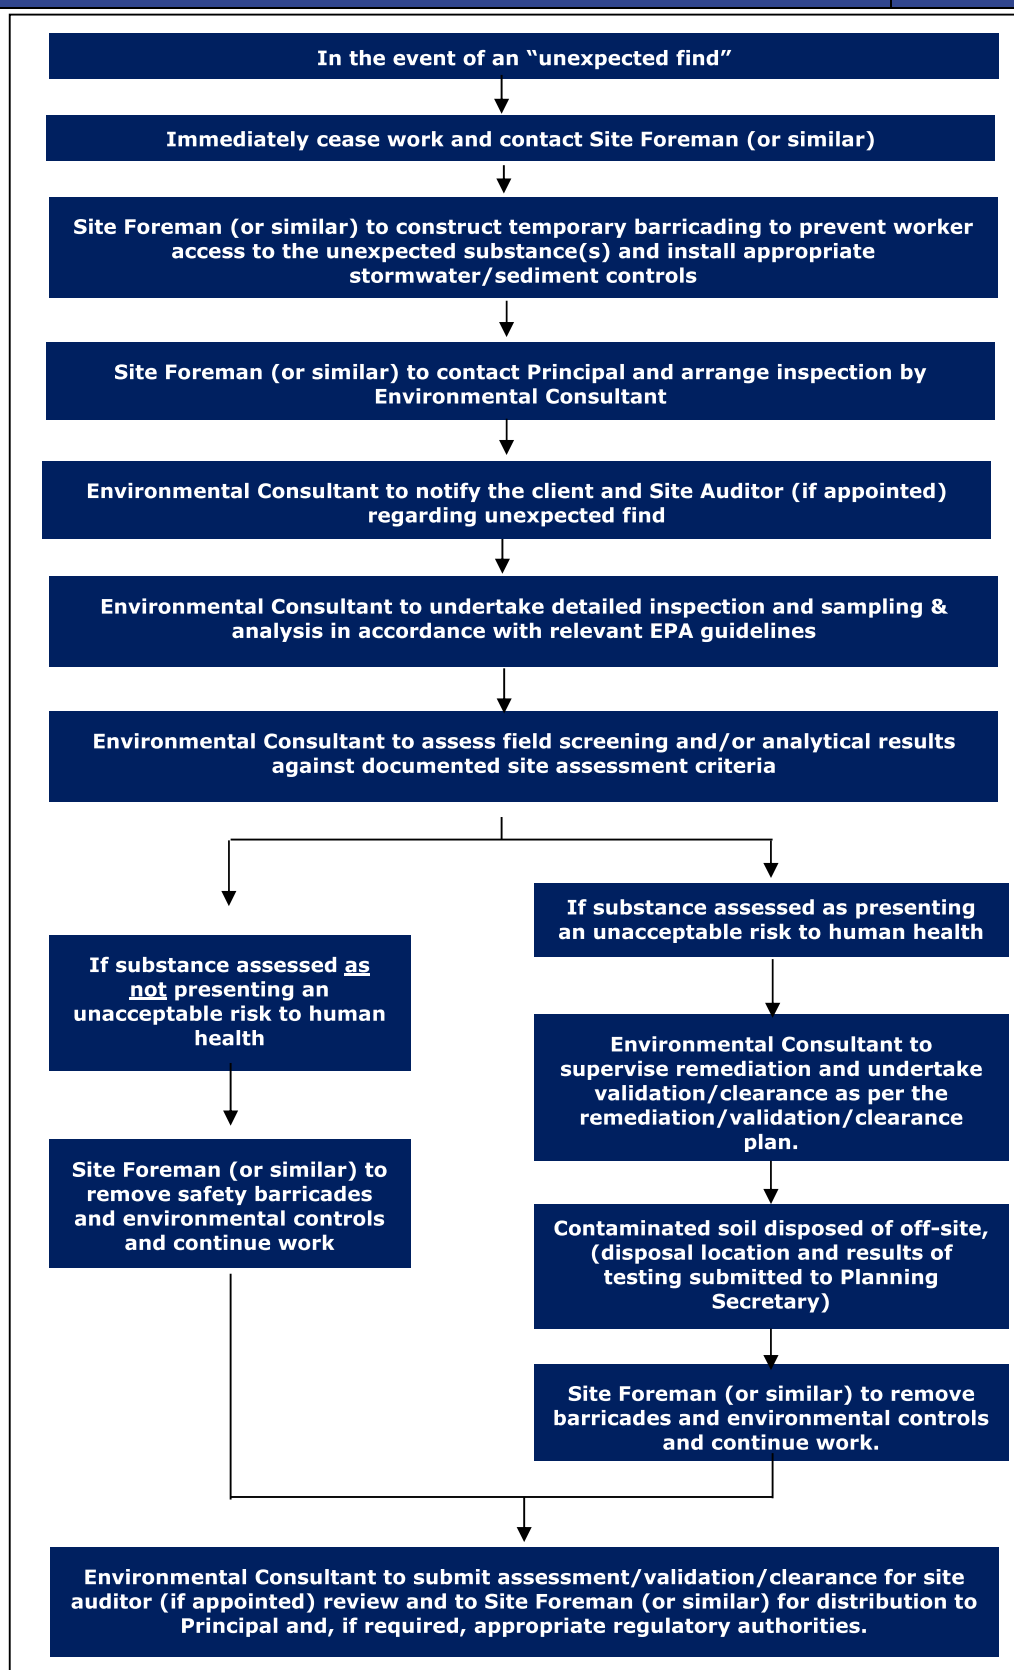 In the event of an “unexpected find”
Immediately cease work and contact Site Foreman (or similar)
Site Foreman (or similar) to construct temporary barricading to prevent worker
access to the unexpected substance(s) and install appropriate
stormwater/sediment controls
Site Foreman (or similar) to contact Principal and arrange inspection by
Environmental Consultant
Environmental Consultant to notify the client and Site Auditor (if appointed)
regarding unexpected find
Environmental Consultant to undertake detailed inspection and sampling &
analysis in accordance with relevant EPA guidelines
Environmental Consultant to assess field screening and/or analytical results
against documented site assessment criteria
If substance assessed as
not presenting an
unacceptable risk to human
health
Site Foreman (or similar) to
remove safety barricades
and environmental controls
and continue work
If substance assessed as presenting
an unacceptable risk to human health
Environmental Consultant to
supervise remediation and undertake
validation/clearance as per the
remediation/validation/clearance
plan.
Contaminated soil disposed of off-site,
(disposal location and results of
testing submitted to Planning
Secretary)
Site Foreman (or similar) to remove
barricades and environmental controls
and continue work.
Environmental Consultant to submit assessment/validation/clearance for site
auditor (if appointed) review and to Site Foreman (or similar) for distribution to
Principal and, if required, appropriate regulatory authorities.